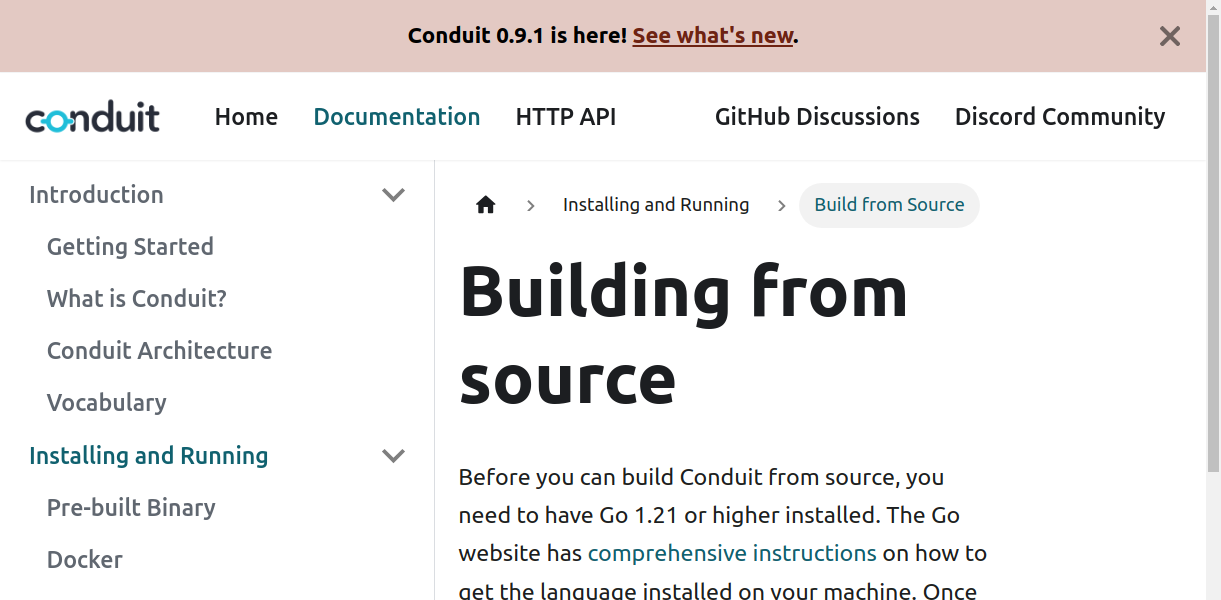 Conduit 0.9.1 is here! See what's new.
conduit
Home
Documentation
HTTP API
GitHub Discussions
Discord Community
Introduction
Getting Started
What is Conduit?
Conduit Architecture
Vocabulary
Installing and Running
Pre-built Binary
Docker
Installing and Running
Build from Source
Building from
source
Before you can build Conduit from source, you
need to have Go 1.21 or higher installed. The Go
website has comprehensive instructions on how to
get the language installed on your machine. Once